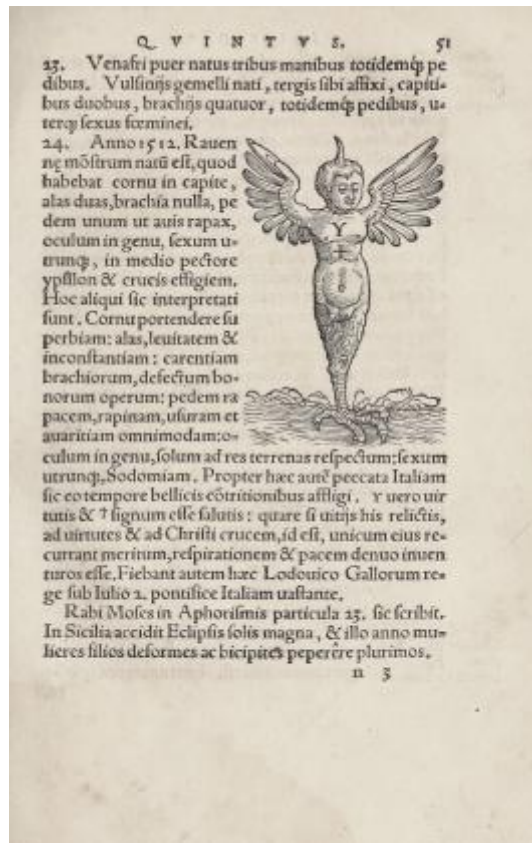 QVINTVS. 51
23. Venafri puer natus tribus manibus totidemq́; pe
dibus. Vulsinijs gemelli nati, tergis sibi affixi, capiti-
bus duobus, brachijs quatuor, totidemq́; pedibus, u-
terq; sexus fœminei.
24. Anno 1512. Rauen
nę mõstrum natũ est, quod
habebat cornu in capite,
alas duas, brachia nulla, pe
dem unum ut auis rapax,
oculum in genu, sexum u-
trunq;, in medio pectore
ypsilon & crucis effigiem.
Hoc aliqui sic interpretati
sunt. Cornu portendere su
perbiam: alas, leuitatem &
inconstantiam: carentiam
brachiorum, defectum bo-
norum operum: pedem ra
pacem, rapinam, usuram et
auaritiam omnimodam: o-
culum in genu, solum ad res terrenas respectum: sexum
utrunq;, Sodomiam. Propter hæc autẽ peccata Italiam
sic eo tempore bellicis cõtritionibus affligi. Y uero uir
tutis & † signum esse salutis: quare si uitijs his relictis,
ad uirtutes & ad Christi crucem, id est, unicum eius re-
currant meritum, respirationem & pacem denuo inuen
turos esse. Fiebant autem hæc Lodouico Gallorum re-
ge sub Iulio 2. pontifice Italiam uastante.
Rabi Moses in Aphorismis particula 25. sic scribit.
In Sicilia accidit Eclipsis solis magna, & illo anno mu-
lieres filios deformes ac bicipites peperêre plurimos.
n 3